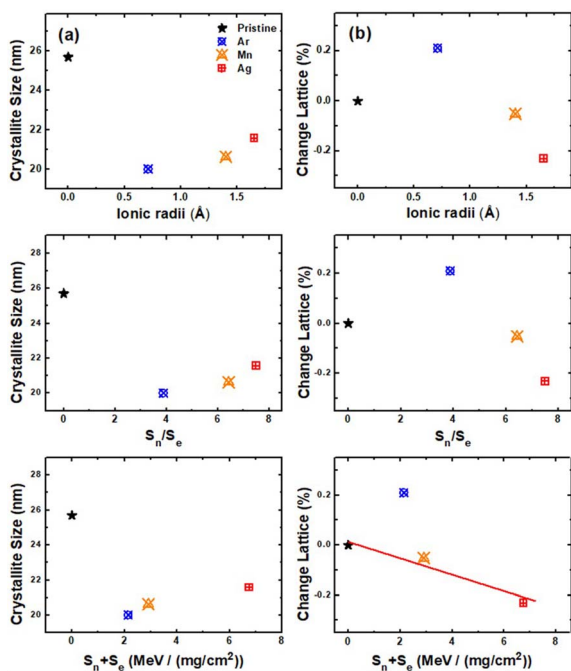 (a)
Pristine
Ar
Mn
Ag
Crystallite Size (nm)
28
26
24
22
20
0.0 0.5 1.0 1.5
Ionic radii (Å)
(b)
Change Lattice (%)
0.2
0.0
-0.2
0.0 0.5 1.0 1.5
Ionic radii (Å)
Crystallite Size (nm)
28
26
24
22
20
0 2 4 6 8
Sₙ/Sₑ
Change Lattice (%)
0.2
0.0
-0.2
0 2 4 6 8
Sₙ/Sₑ
Crystallite Size (nm)
28
26
24
22
20
0 2 4 6 8
Sₙ+Sₑ (MeV / (mg/cm²))
Change Lattice (%)
0.2
0.0
-0.2
0 2 4 6 8
Sₙ+Sₑ (MeV / (mg/cm²))